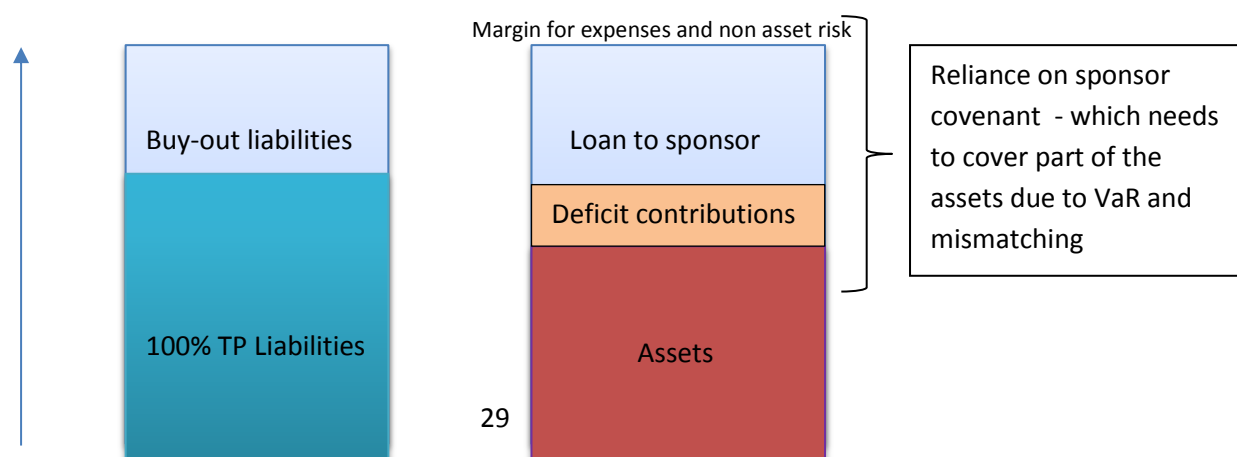 Margin for expenses and non asset risk
Buy-out liabilities
100% TP Liabilities
Loan to sponsor
Deficit contributions
Assets
Reliance on sponsor
covenant - which needs
to cover part of the
assets due to VaR and
mismatching
29